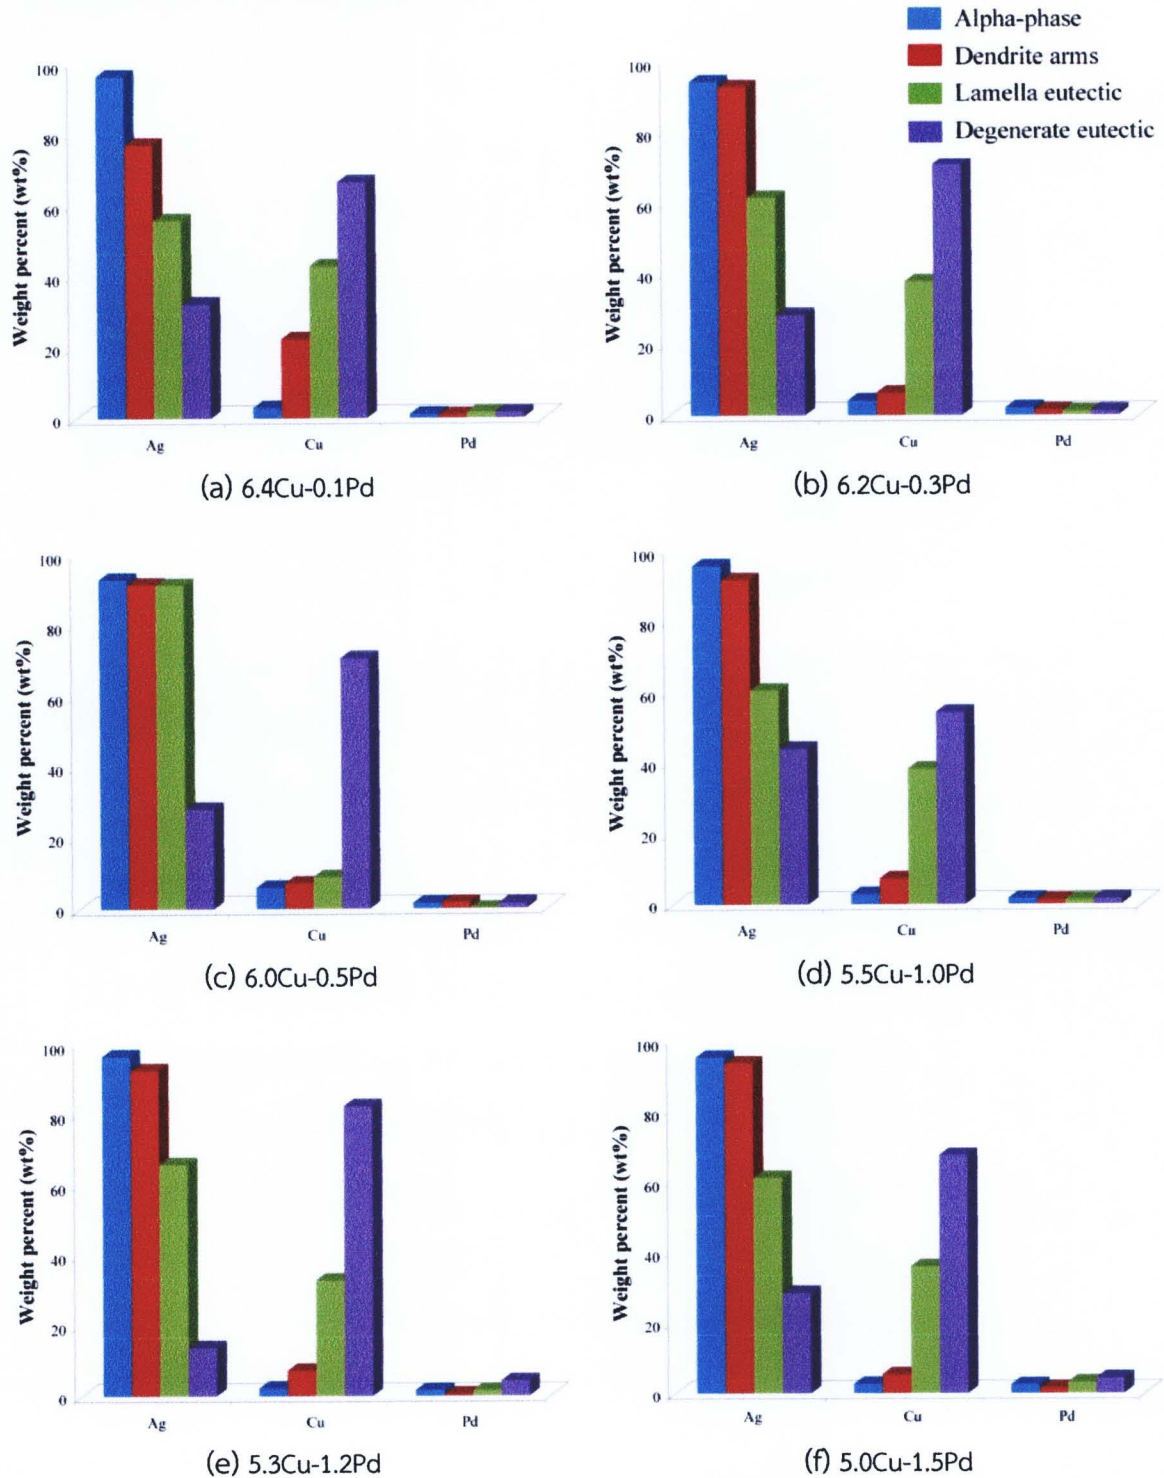 Alpha-phase
Dendrite arms
Lamella eutectic
Degenerate eutectic
Weight percent (wt%)
100
80
60
40
20
0
Ag Cu Pd
(a) 6.4Cu-0.1Pd
Weight percent (wt%)
100
80
60
40
20
0
Ag Cu Pd
(b) 6.2Cu-0.3Pd
Weight percent (wt%)
100
80
60
40
20
0
Ag Cu Pd
(c) 6.0Cu-0.5Pd
Weight percent (wt%)
100
80
60
40
20
0
Ag Cu Pd
(d) 5.5Cu-1.0Pd
Weight percent (wt%)
100
80
60
40
20
0
Ag Cu Pd
(e) 5.3Cu-1.2Pd
Weight percent (wt%)
100
80
60
40
20
0
Ag Cu Pd
(f) 5.0Cu-1.5Pd